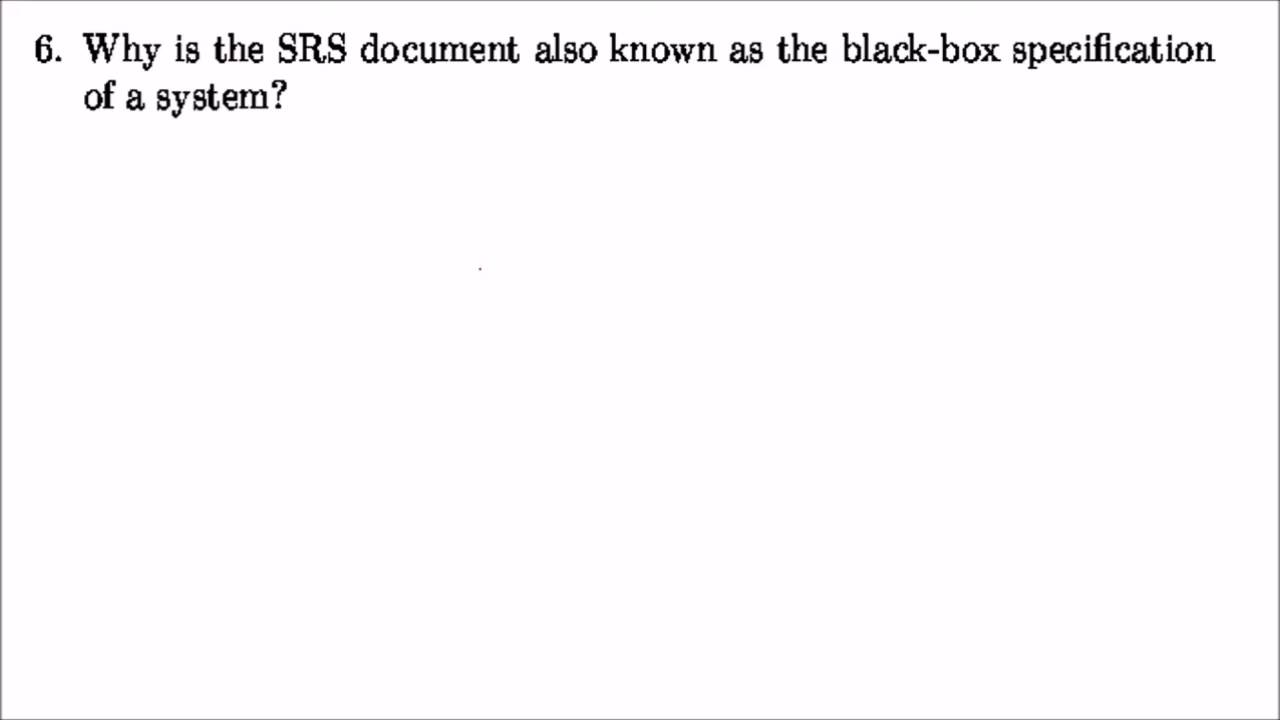 6. Why is the SRS document also known as the black-box specification
of a system?